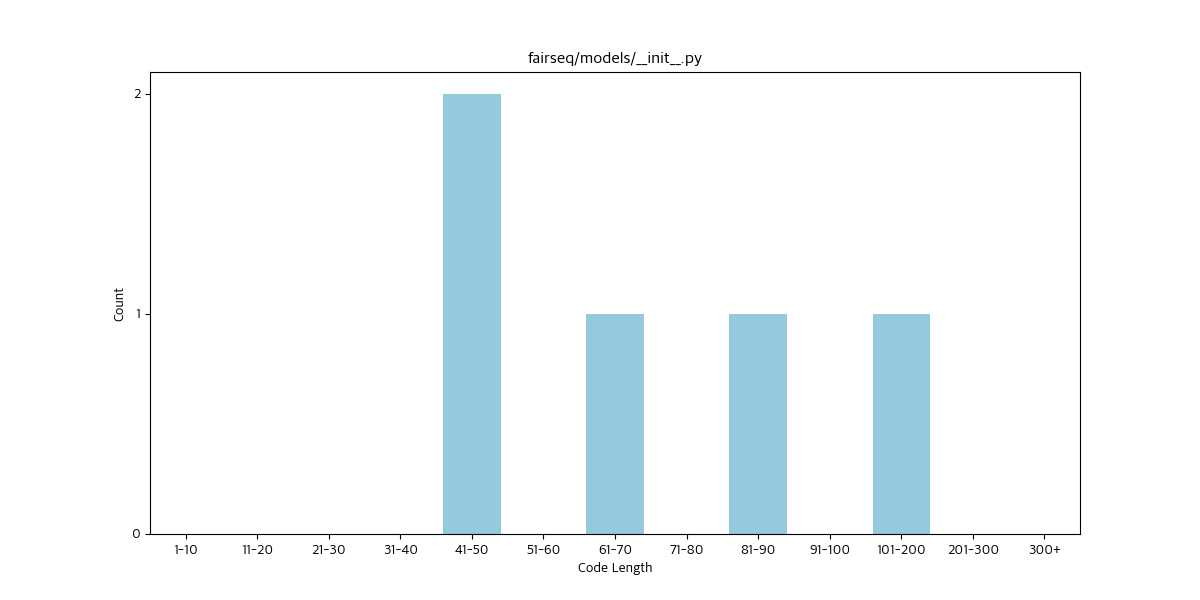 fairseq/models/__init__.py
2
1
0
Count
1-10 11-20 21-30 31-40 41-50 51-60 61-70 71-80 81-90 91-100 101-200 201-300 300+
Code Length